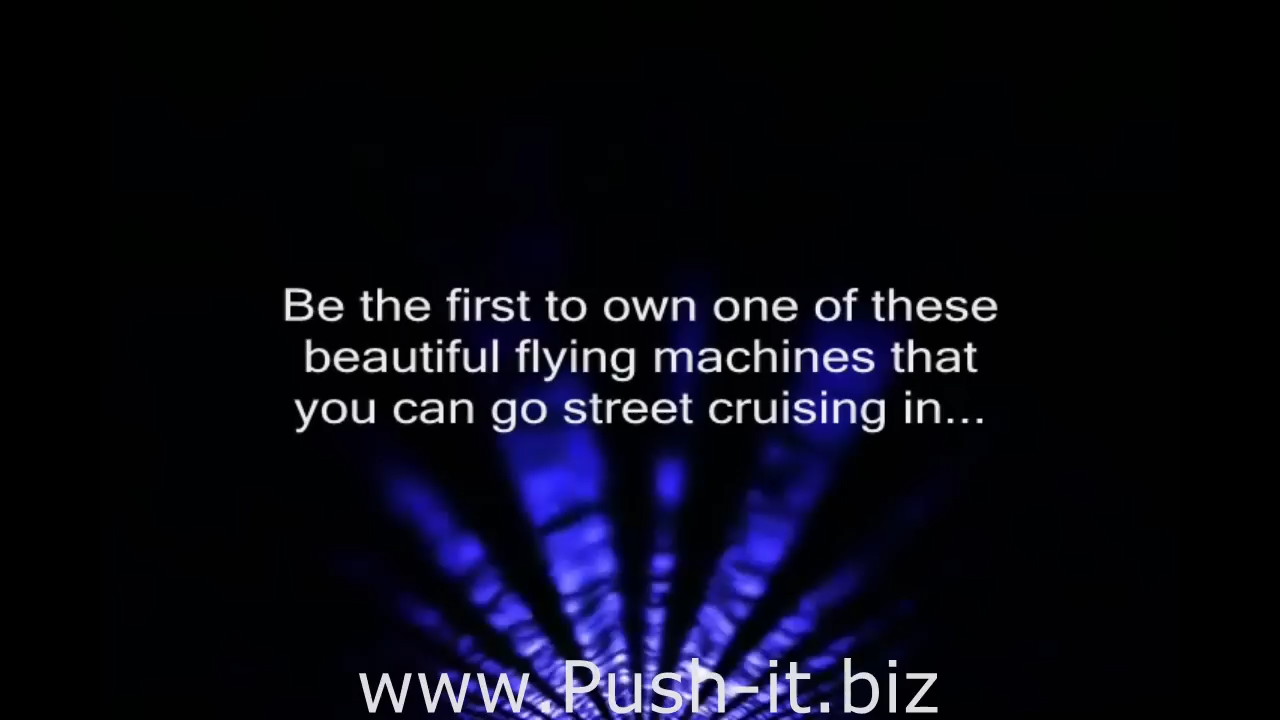 Be the first to own one of these
beautiful flying machines that
you can go street cruising in...
www.Push-it.biz